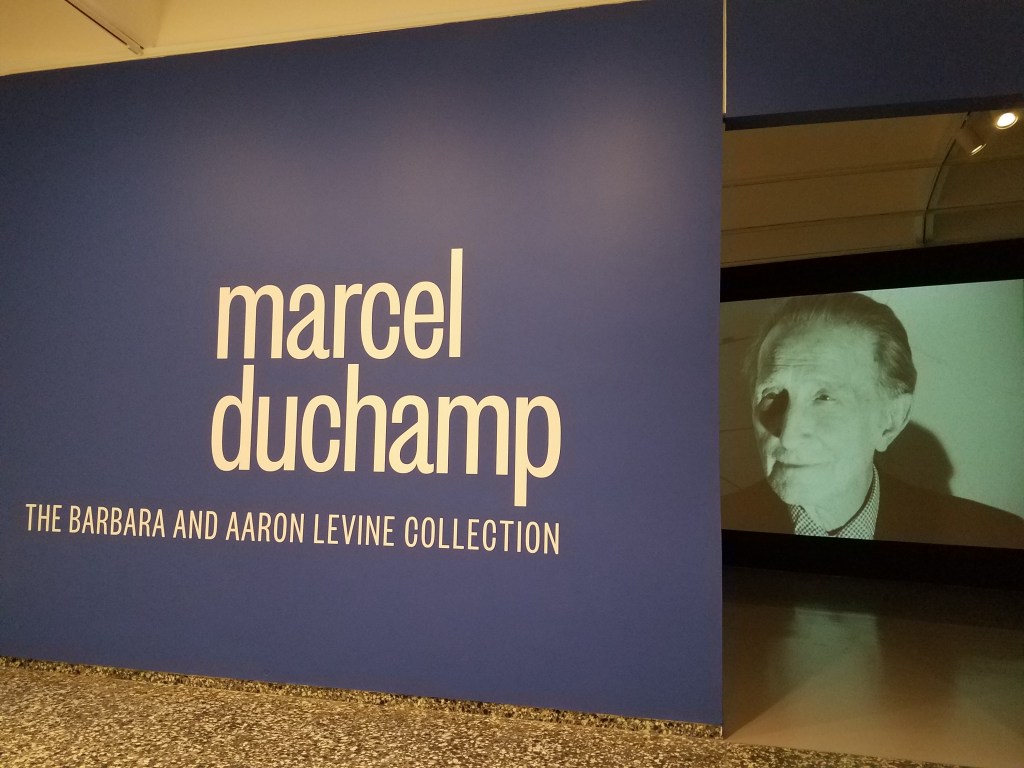 marcel
duchamp
THE BARBARA AND AARON LEVINE COLLECTION